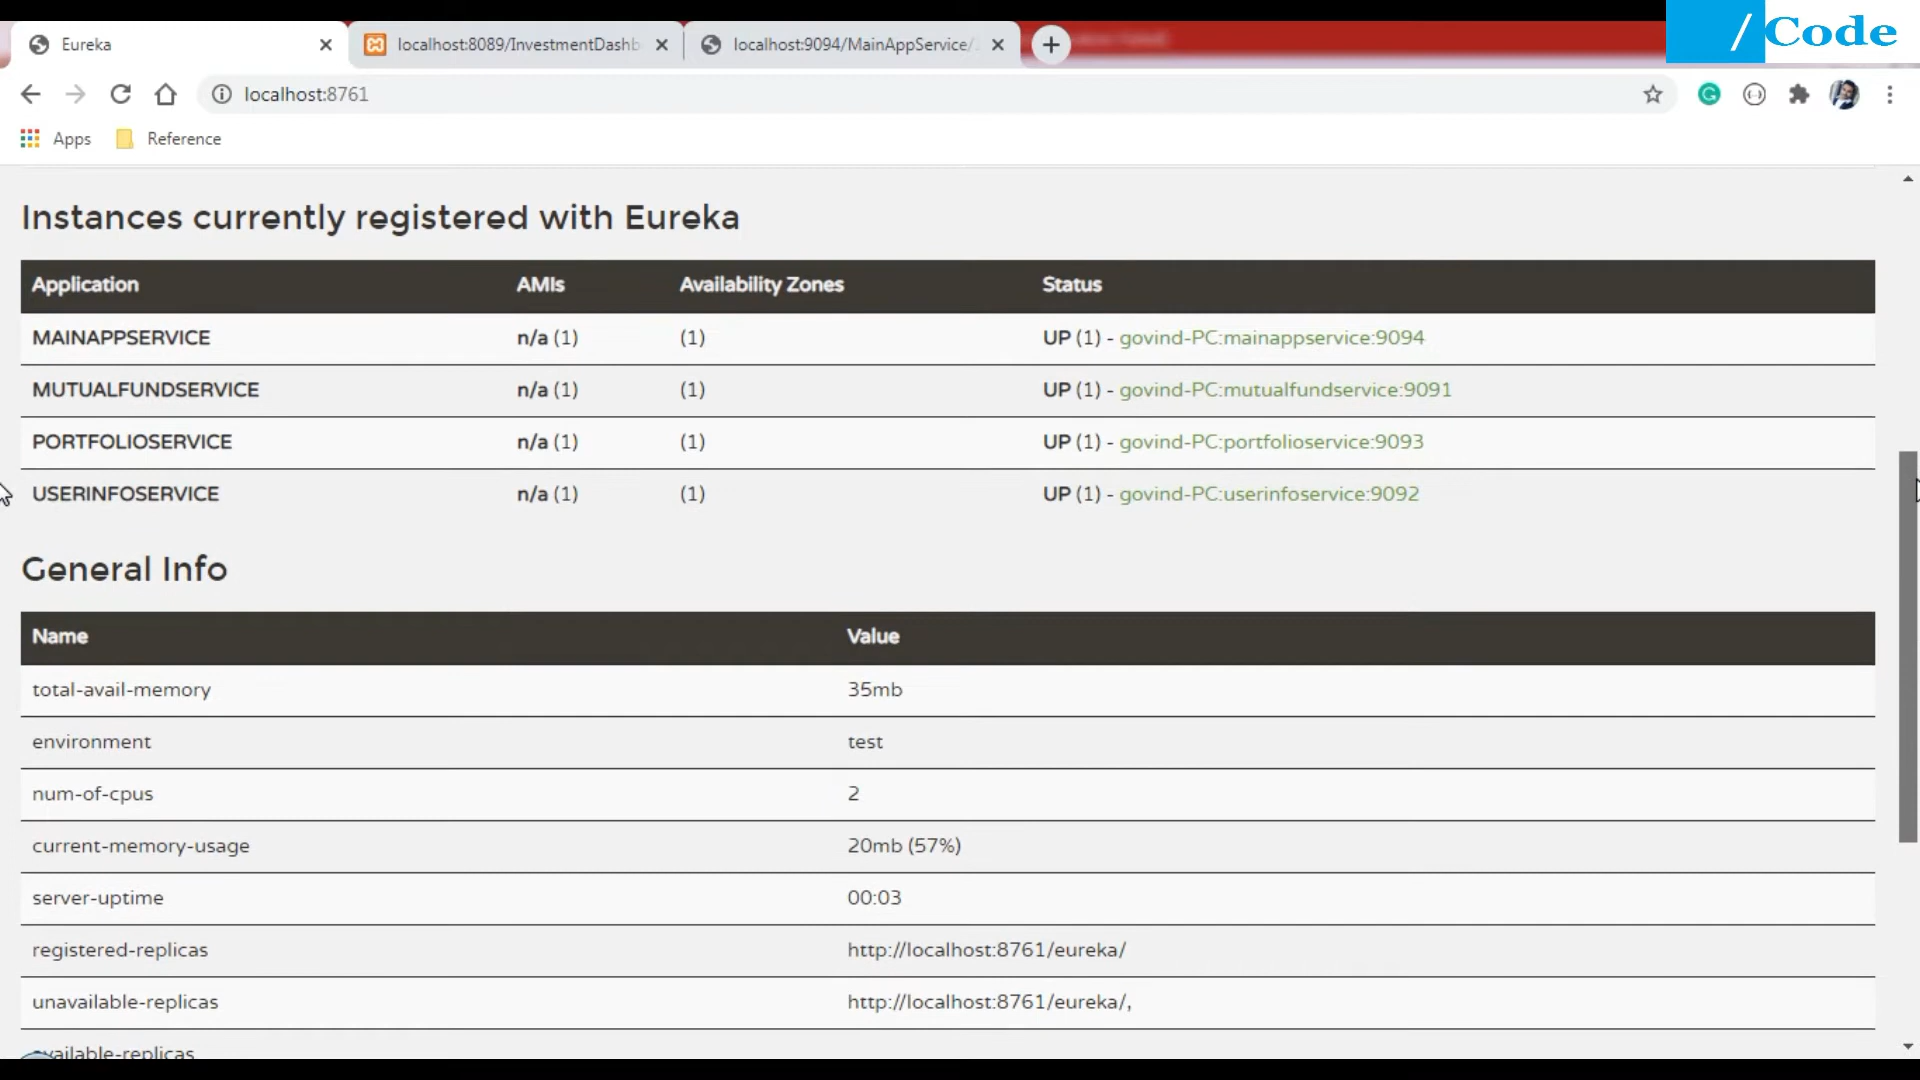 /Code
Eureka
localhost:8089/InvestmentDashb
localhost:9094/MainAppService/
localhost:8761
Apps
Reference
Instances currently registered with Eureka
Application AMIs Availability Zones Status
MAINAPPSERVICE n/a (1) (1) UP (1) - govind-PC:mainappservice:9094
MUTUALFUNDSERVICE n/a (1) (1) UP (1) - govind-PC:mutualfundservice:9091
PORTFOLIOSERVICE n/a (1) (1) UP (1) - govind-PC:portfolioservice:9093
USERINFOSERVICE n/a (1) (1) UP (1) - govind-PC:userinfoservice:9092
General Info
Name Value
total-avail-memory 35mb
environment test
num-of-cpus 2
current-memory-usage 20mb (57%)
server-uptime 00:03
registered-replicas http://localhost:8761/eureka/
unavailable-replicas http://localhost:8761/eureka/,
available-replicas